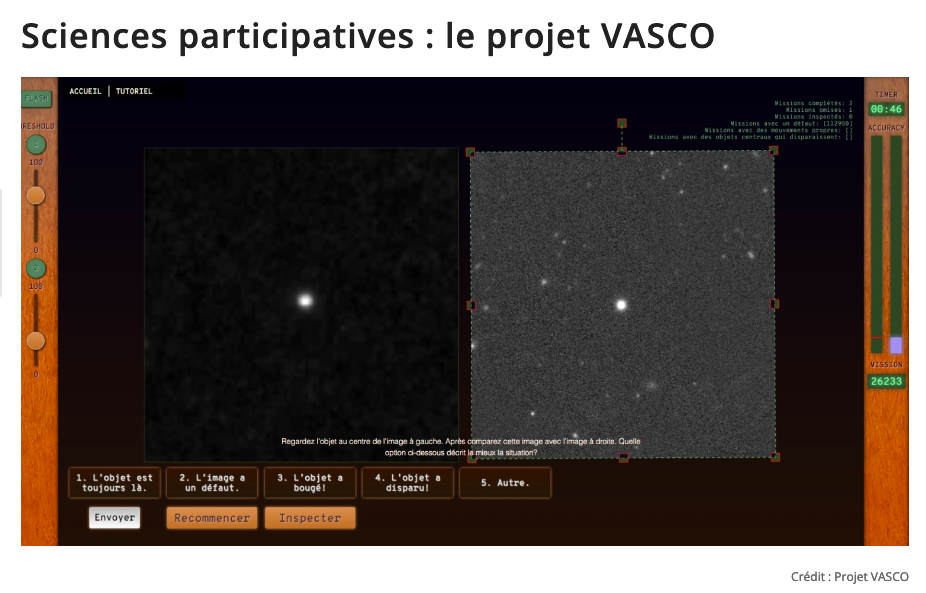 Sciences participatives : le projet VASCO
FLASH
ACCUEIL | TUTORIEL
Missions complétés: 2
Missions omises: 1
Missions inspectés: 0
Missions avec un défaut: [112950]
Missions avec des mouvements propres: []
Missions avec des objets centraux qui disparaissent: []
TIMER
00:46
ACCURACY
RESHOLD
1
100
0
2
100
0
MISSION
26233
Regardez l'objet au centre de l'image à gauche. Après comparez cette image avec l'image à droite. Quelle
option ci-dessous décrit le mieux la situation?
1. L'objet est
toujours là.
2. L'image a
un défaut.
3. L'objet a
bougé!
4. L'objet a
disparu!
5. Autre.
Envoyer
Recommencer
Inspecter
Crédit : Projet VASCO